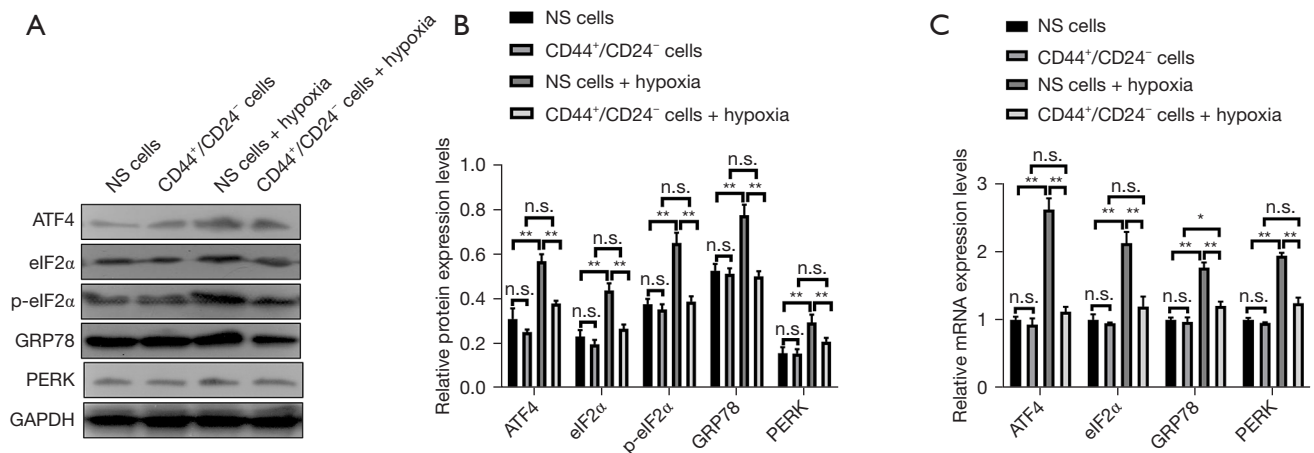 A
NS cells
CD44⁺/CD24⁻ cells
NS cells + hypoxia
CD44⁺/CD24⁻ cells + hypoxia
ATF4
eIF2α
p-eIF2α
GRP78
PERK
GAPDH
B
NS cells
CD44⁺/CD24⁻ cells
NS cells + hypoxia
CD44⁺/CD24⁻ cells + hypoxia
Relative protein expression levels
1.0
0.8
0.6
0.4
0.2
0.0
n.s.
** **
n.s.
n.s.
** **
n.s.
n.s.
** **
n.s.
n.s.
** **
n.s.
n.s.
** **
n.s.
ATF4
eIF2α
p-eIF2α
GRP78
PERK
C
NS cells
CD44⁺/CD24⁻ cells
NS cells + hypoxia
CD44⁺/CD24⁻ cells + hypoxia
Relative mRNA expression levels
3
2
1
0
n.s.
** **
n.s.
n.s.
** **
n.s.
*
** **
n.s.
n.s.
** **
n.s.
ATF4
eIF2α
GRP78
PERK